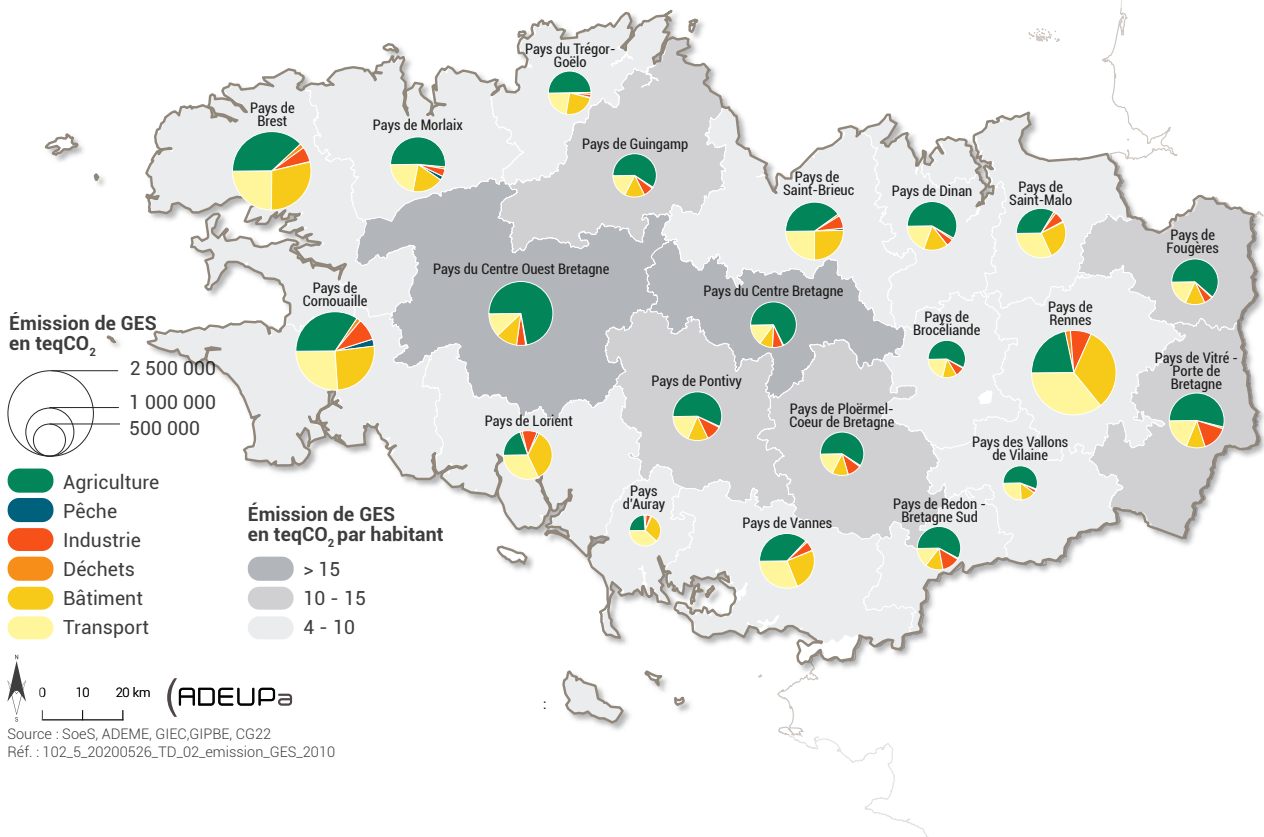 Pays du Trégor-
Goëlo
Pays de
Brest
Pays de Morlaix
Pays de Guingamp
Pays de
Saint-Brieuc
Pays de Dinan
Pays de
Saint-Malo
Pays de
Fougères
Pays du Centre Ouest Bretagne
Pays du Centre Bretagne
Pays de
Cornouaille
Pays de
Brocéliande
Pays de
Rennes
Pays de Vitré -
Porte de
Bretagne
Pays de Pontivy
Pays de Ploërmel-
Coeur de Bretagne
Pays de Lorient
Pays des Vallons
de Vilaine
Pays
d'Auray
Pays de Vannes
Pays de Redon -
Bretagne Sud
Émission de GES
en teqCO2
2 500 000
1 000 000
500 000
Agriculture
Pêche
Industrie
Déchets
Bâtiment
Transport
Émission de GES
en teqCO2 par habitant
> 15
10 - 15
4 - 10
N
S
0 10 20 km
ADEUPa
:
Source : SoeS, ADEME, GIEC,GIPBE, CG22
Réf. : 102_5_20200526_TD_02_emission_GES_2010